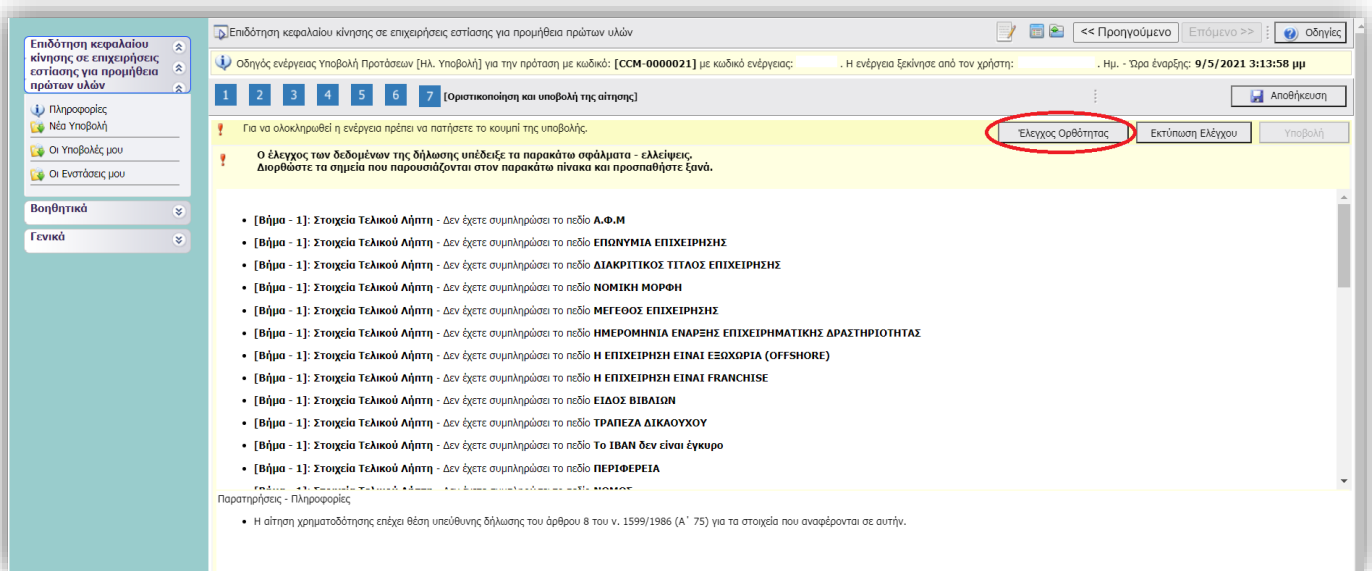 Επιδότηση κεφαλαίου
κίνησης σε επιχειρήσεις
εστίασης για προμήθεια
πρώτων υλών
Πληροφορίες
Νέα Υποβολή
Οι Υποβολές μου
Οι Ενστάσεις μου
Βοηθητικά
Γενικά
Επιδότηση κεφαλαίου κίνησης σε επιχειρήσεις εστίασης για προμήθεια πρώτων υλών
<< Προηγούμενο
Επόμενο >>
Οδηγίες
Οδηγός ενέργειας Υποβολή Προτάσεων [Ηλ. Υποβολή] για την πρόταση με κωδικό: [CCM-0000021] με κωδικό ενέργειας: . Η ενέργεια ξεκίνησε από τον χρήστη: . Ημ. - Ώρα έναρξης: 9/5/2021 3:13:58 μμ
1 2 3 4 5 6 7 [Οριστικοποίηση και υποβολή της αίτησης]
Αποθήκευση
Για να ολοκληρωθεί η ενέργεια πρέπει να πατήσετε το κουμπί της υποβολής.
Έλεγχος Ορθότητας
Εκτύπωση Ελέγχου
Υποβολή
Ο έλεγχος των δεδομένων της δήλωσης υπέδειξε τα παρακάτω σφάλματα - ελλείψεις.
Διορθώστε τα σημεία που παρουσιάζονται στον παρακάτω πίνακα και προσπαθήστε ξανά.
• [Βήμα - 1]: Στοιχεία Τελικού Λήπτη - Δεν έχετε συμπληρώσει το πεδίο Α.Φ.Μ
• [Βήμα - 1]: Στοιχεία Τελικού Λήπτη - Δεν έχετε συμπληρώσει το πεδίο ΕΠΩΝΥΜΙΑ ΕΠΙΧΕΙΡΗΣΗΣ
• [Βήμα - 1]: Στοιχεία Τελικού Λήπτη - Δεν έχετε συμπληρώσει το πεδίο ΔΙΑΚΡΙΤΙΚΟΣ ΤΙΤΛΟΣ ΕΠΙΧΕΙΡΗΣΗΣ
• [Βήμα - 1]: Στοιχεία Τελικού Λήπτη - Δεν έχετε συμπληρώσει το πεδίο ΝΟΜΙΚΗ ΜΟΡΦΗ
• [Βήμα - 1]: Στοιχεία Τελικού Λήπτη - Δεν έχετε συμπληρώσει το πεδίο ΜΕΓΕΘΟΣ ΕΠΙΧΕΙΡΗΣΗΣ
• [Βήμα - 1]: Στοιχεία Τελικού Λήπτη - Δεν έχετε συμπληρώσει το πεδίο ΗΜΕΡΟΜΗΝΙΑ ΕΝΑΡΞΗΣ ΕΠΙΧΕΙΡΗΜΑΤΙΚΗΣ ΔΡΑΣΤΗΡΙΟΤΗΤΑΣ
• [Βήμα - 1]: Στοιχεία Τελικού Λήπτη - Δεν έχετε συμπληρώσει το πεδίο Η ΕΠΙΧΕΙΡΗΣΗ ΕΙΝΑΙ ΕΞΩΧΩΡΙΑ (OFFSHORE)
• [Βήμα - 1]: Στοιχεία Τελικού Λήπτη - Δεν έχετε συμπληρώσει το πεδίο Η ΕΠΙΧΕΙΡΗΣΗ ΕΙΝΑΙ FRANCHISE
• [Βήμα - 1]: Στοιχεία Τελικού Λήπτη - Δεν έχετε συμπληρώσει το πεδίο ΕΙΔΟΣ ΒΙΒΛΙΩΝ
• [Βήμα - 1]: Στοιχεία Τελικού Λήπτη - Δεν έχετε συμπληρώσει το πεδίο ΤΡΑΠΕΖΑ ΔΙΚΑΟΥΧΟΥ
• [Βήμα - 1]: Στοιχεία Τελικού Λήπτη - Δεν έχετε συμπληρώσει το πεδίο Το IBAN δεν είναι έγκυρο
• [Βήμα - 1]: Στοιχεία Τελικού Λήπτη - Δεν έχετε συμπληρώσει το πεδίο ΠΕΡΙΦΕΡΕΙΑ
Παρατηρήσεις - Πληροφορίες
• Η αίτηση χρηματοδότησης επέχει θέση υπεύθυνης δήλωσης του άρθρου 8 του ν. 1599/1986 (Α΄ 75) για τα στοιχεία που αναφέρονται σε αυτήν.